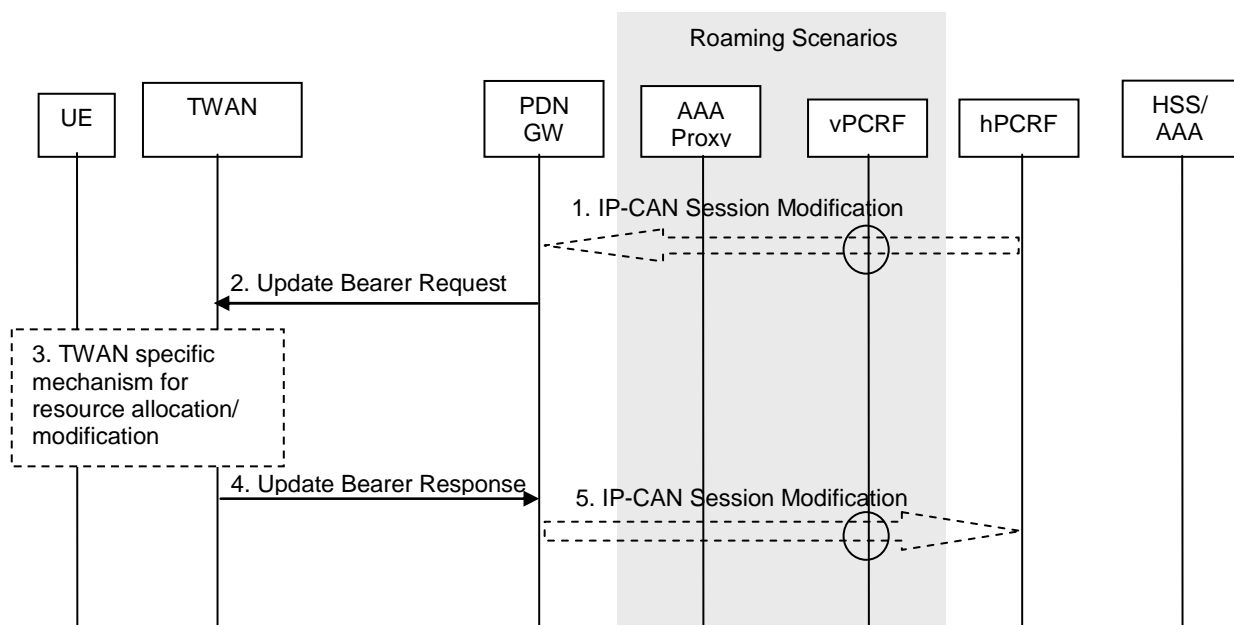 Roaming Scenarios
UE
TWAN
PDN
GW
AAA
Proxy
vPCRF
hPCRF
HSS/
AAA
1. IP-CAN Session Modification
2. Update Bearer Request
3. TWAN specific
mechanism for
resource allocation/
modification
4. Update Bearer Response
5. IP-CAN Session Modification